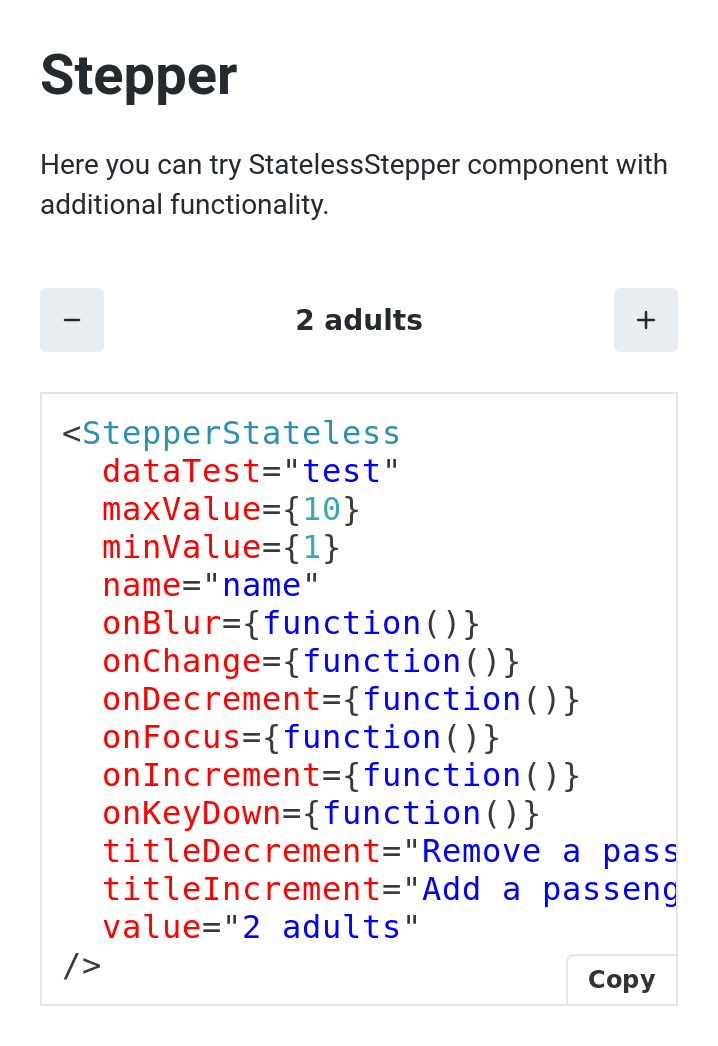 Stepper
Here you can try StatelessStepper component with
additional functionality.
− 2 adults +
<StepperStateless
  dataTest="test"
  maxValue={10}
  minValue={1}
  name="name"
  onBlur={function()}
  onChange={function()}
  onDecrement={function()}
  onFocus={function()}
  onIncrement={function()}
  onKeyDown={function()}
  titleDecrement="Remove a pass
  titleIncrement="Add a passeng
  value="2 adults"
/>
Copy